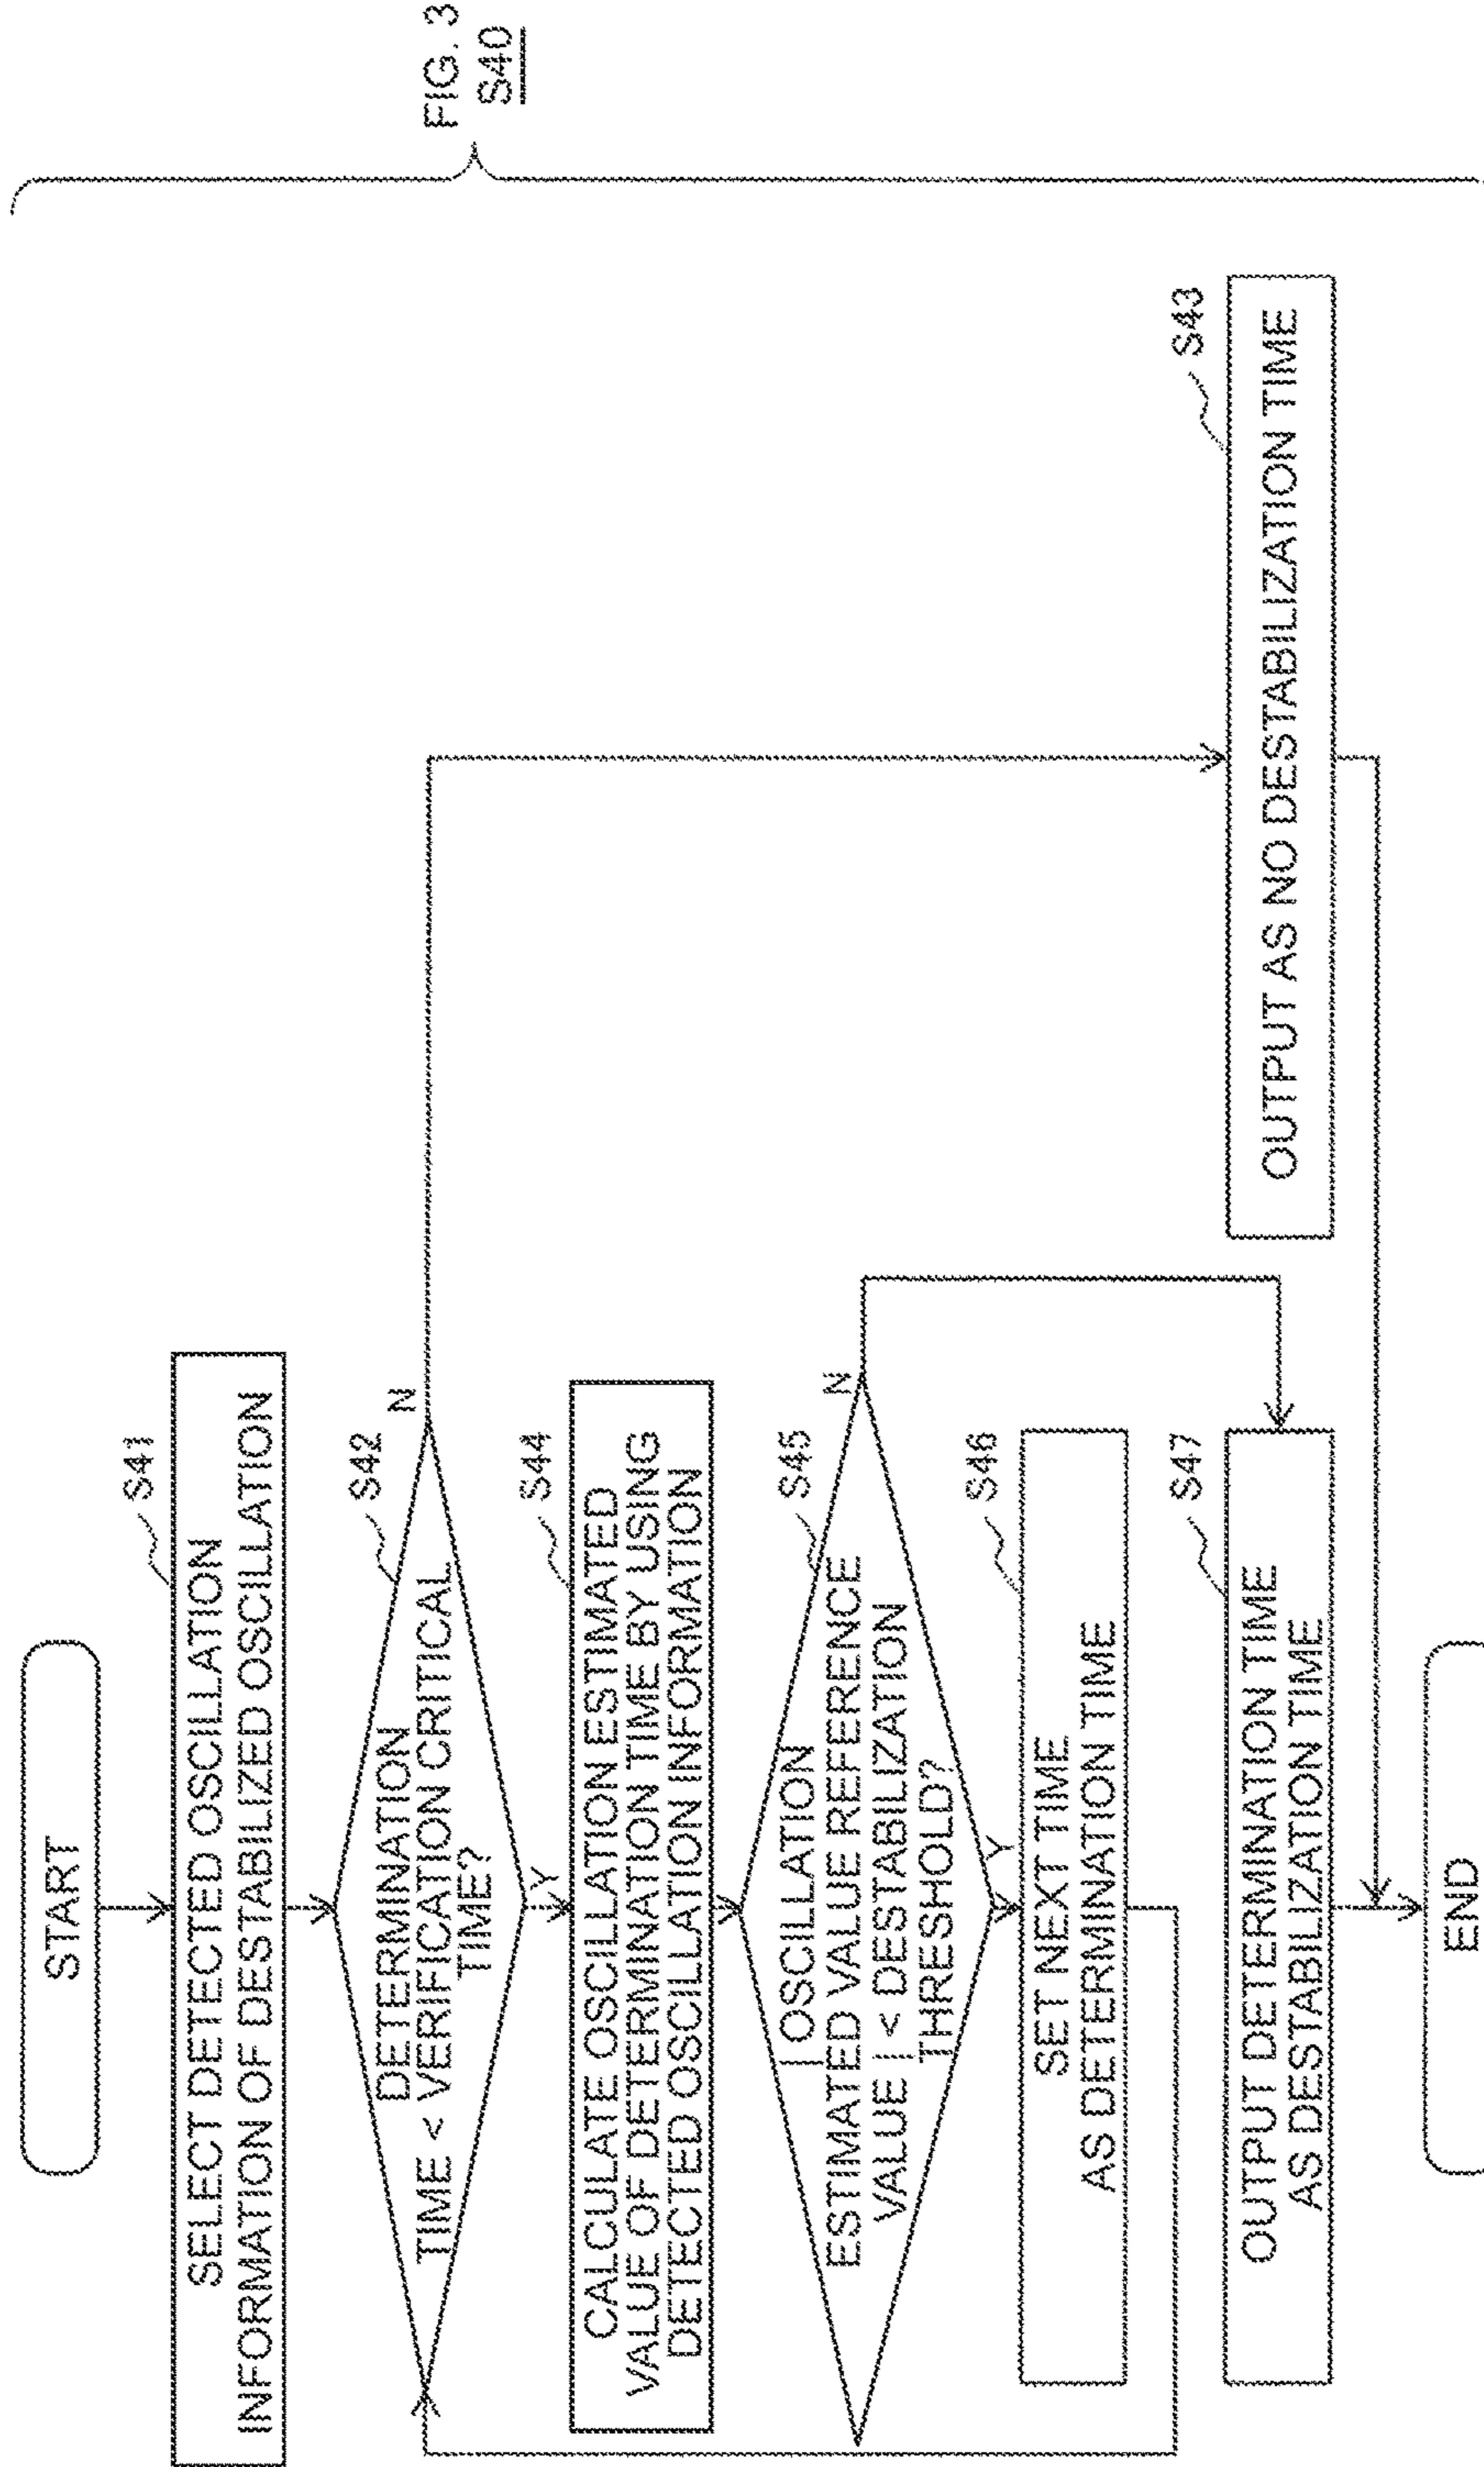 FIG. 3
S40
START
S41
SELECT DETECTED OSCILLATION
INFORMATION OF DESTABILIZED OSCILLATION
S42
DETERMINATION
TIME < VERIFICATION CRITICAL
TIME?
N
Y
S44
CALCULATE OSCILLATION ESTIMATED
VALUE OF DETERMINATION TIME BY USING
DETECTED OSCILLATION INFORMATION
S45
| OSCILLATION
ESTIMATED VALUE REFERENCE
VALUE | < DESTABILIZATION
THRESHOLD?
N
Y
S46
SET NEXT TIME
AS DETERMINATION TIME
S47
OUTPUT DETERMINATION TIME
AS DESTABILIZATION TIME
S43
OUTPUT AS NO DESTABILIZATION TIME
END